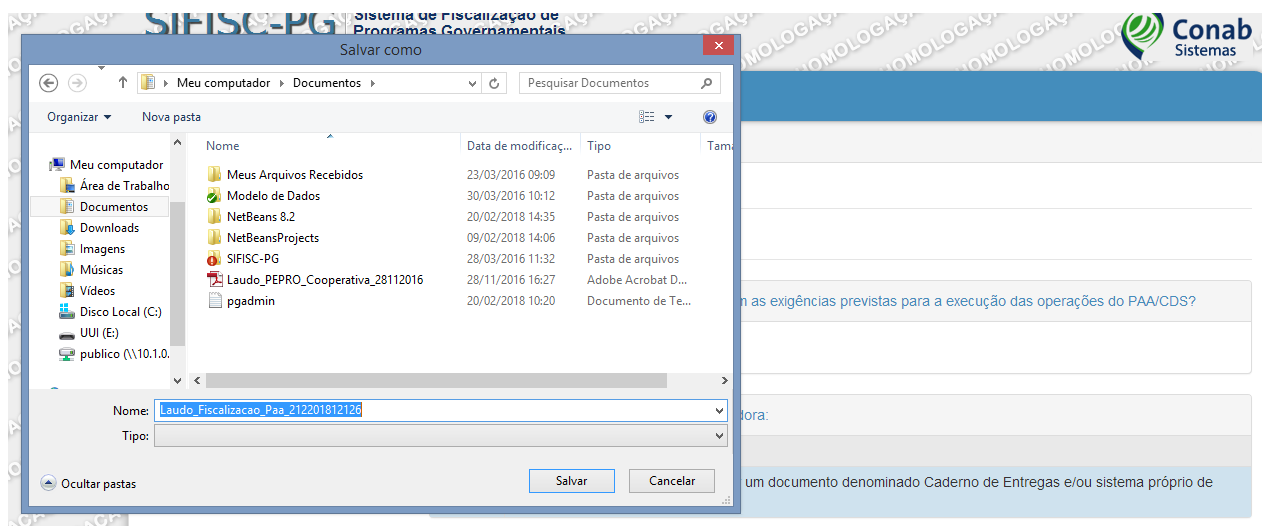 SIFISC-PG
Sistema de Fiscalização de
Programas Governamentais
Conab
Sistemas
Salvar como
Meu computador Documentos
Pesquisar Documentos
Organizar Nova pasta
Nome Data de modificaç... Tipo Tama
Meu computador
Área de Trabalho
Documentos
Downloads
Imagens
Músicas
Vídeos
Disco Local (C:)
UUI (E:)
publico (\\10.1.0.
Meus Arquivos Recebidos 23/03/2016 09:09 Pasta de arquivos
Modelo de Dados 30/03/2016 10:12 Pasta de arquivos
NetBeans 8.2 20/02/2018 14:35 Pasta de arquivos
NetBeansProjects 09/02/2018 14:06 Pasta de arquivos
SIFISC-PG 28/03/2016 11:32 Pasta de arquivos
Laudo_PEPRO_Cooperativa_28112016 28/11/2016 16:27 Adobe Acrobat D...
pgadmin 20/02/2018 10:20 Documento de Te...
Nome: Laudo_Fiscalizacao_Paa_212201812126
Tipo:
Ocultar pastas
Salvar Cancelar
m as exigências previstas para a execução das operações do PAA/CDS?
dora:
um documento denominado Caderno de Entregas e/ou sistema próprio de